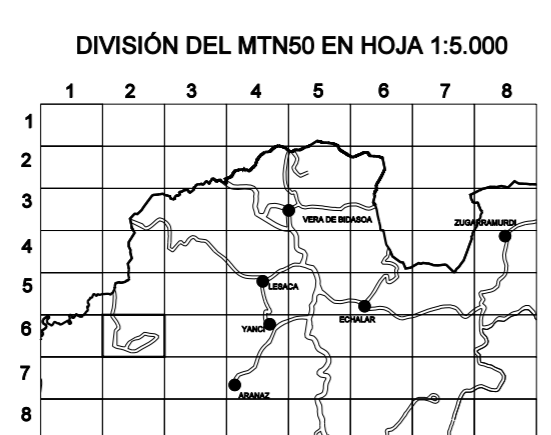 DIVISIÓN DEL MTN50 EN HOJA 1:5.000
1 2 3 4 5 6 7 8
1
2
3
VERA DE BIDASOA
ZUGARRAMURDI
4
5
LESACA
ECHALAR
6
YANCI
7
ARANAZ
8